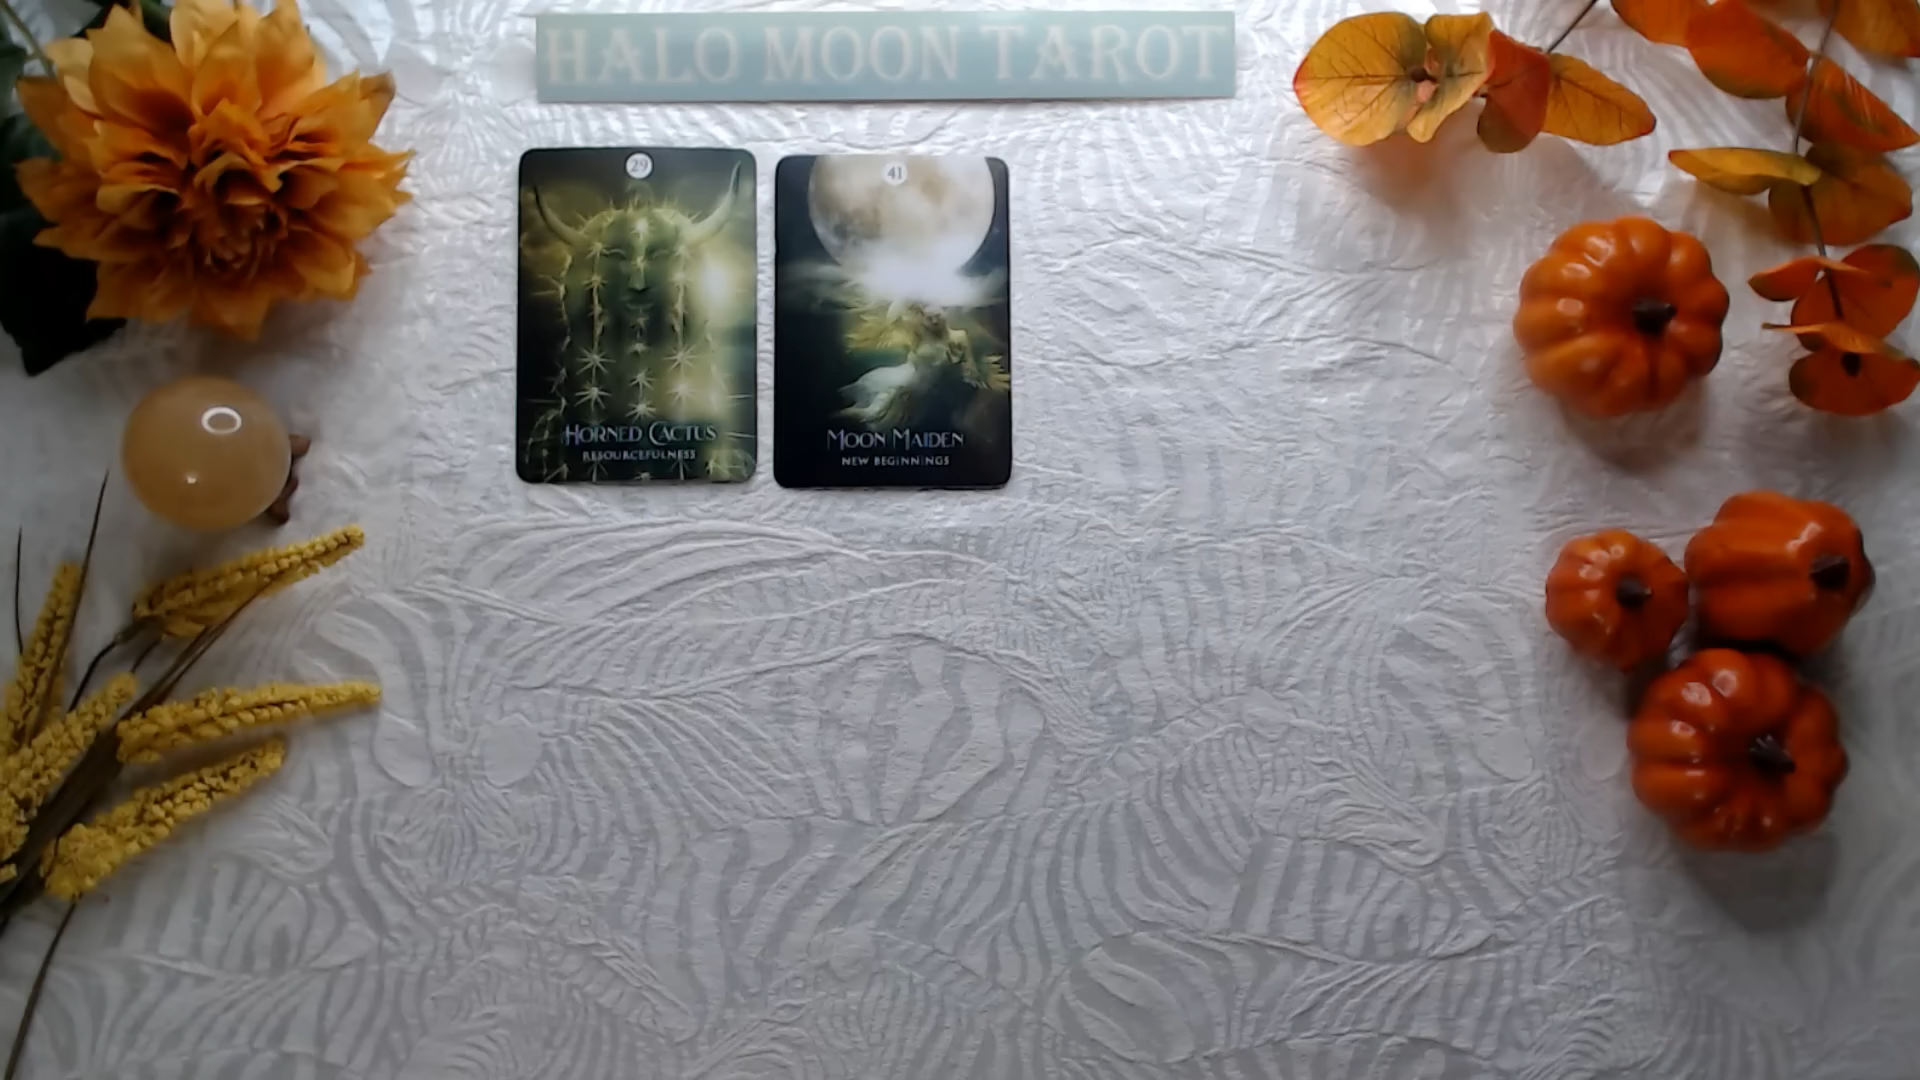 HALO MOON TAROT
29
HORNED CACTUS
RESOURCEFULNESS
41
MOON MAIDEN
NEW BEGINNINGS